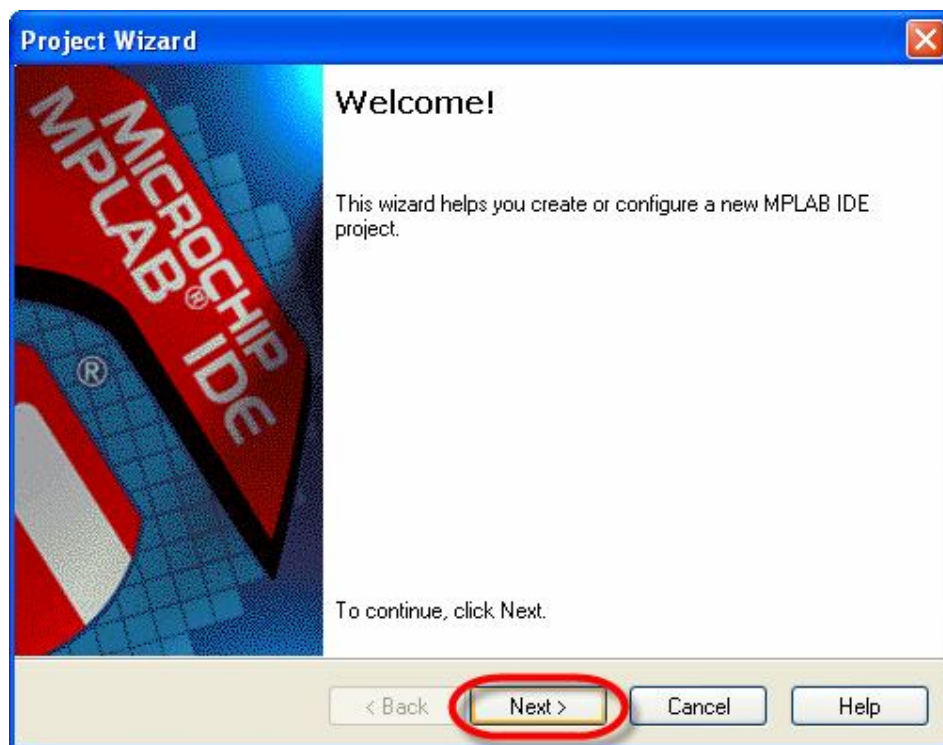 Project Wizard
MICROCHIP
MPLAB® IDE
®
Welcome!
This wizard helps you create or configure a new MPLAB IDE
project.
To continue, click Next.
< Back
Next >
Cancel
Help